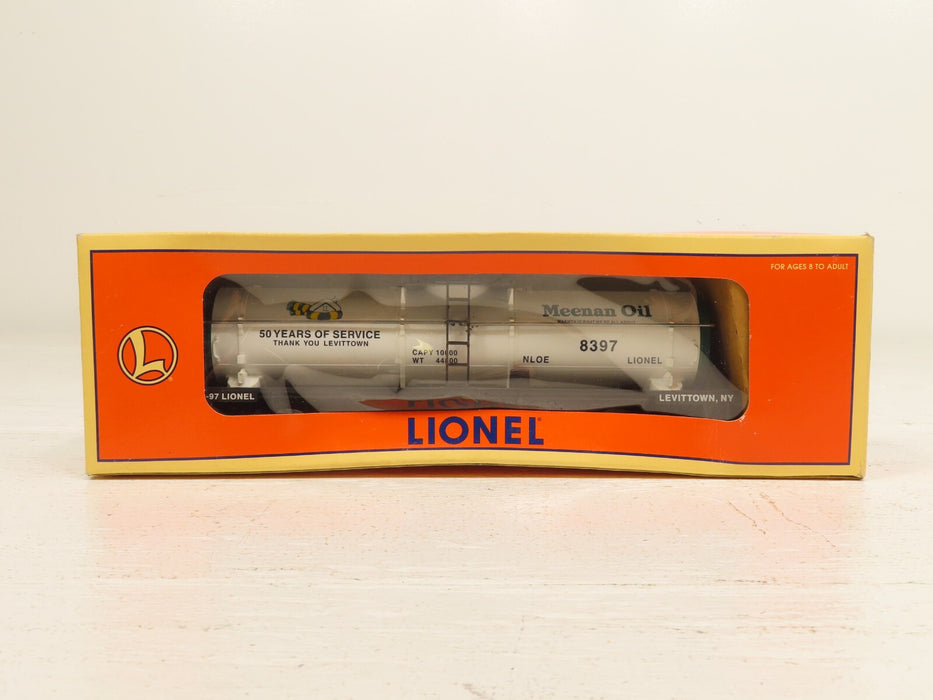 FOR AGES 8 TO ADULT
L
50 YEARS OF SERVICE
THANK YOU LEVITTOWN
CAPY 10000
WT 44800
Meenan Oil
8397
NLOE LIONEL
-97 LIONEL
LEVITTOWN, NY
LIONEL